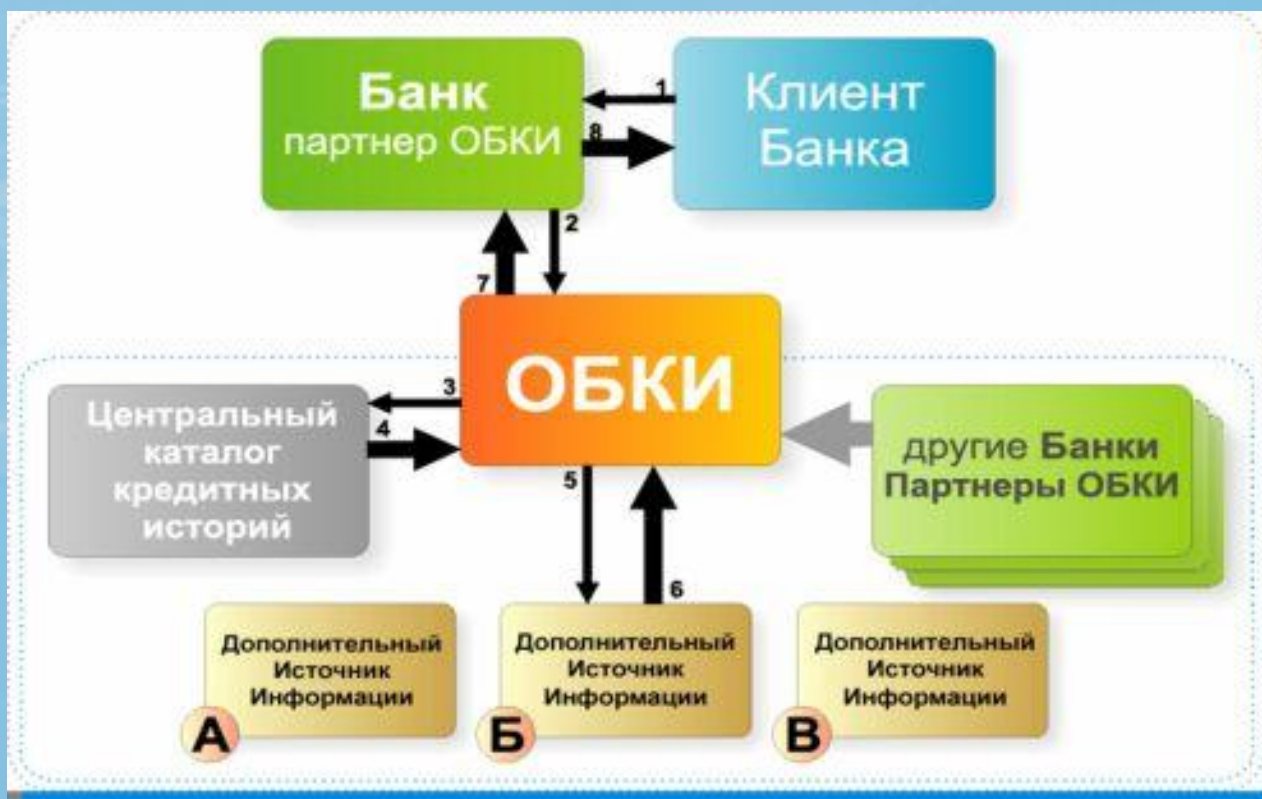 Банк
партнер ОБКИ
1
8
Клиент
Банка
2
7
ОБКИ
3
4
Центральный
каталог
кредитных
историй
другие Банки
Партнеры ОБКИ
5
6
Дополнительный
Источник
Информации
А
Дополнительный
Источник
Информации
Б
Дополнительный
Источник
Информации
В